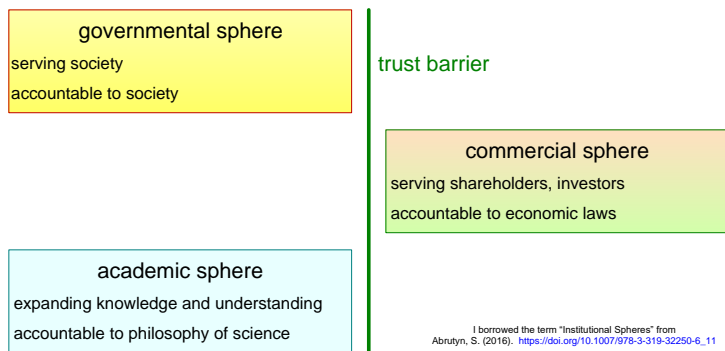 governmental sphere
serving society
accountable to society
trust barrier
commercial sphere
serving shareholders, investors
accountable to economic laws
academic sphere
expanding knowledge and understanding
accountable to philosophy of science
I borrowed the term “Institutional Spheres” from
Abrutyn, S. (2016). https://doi.org/10.1007/978-3-319-32250-6_11